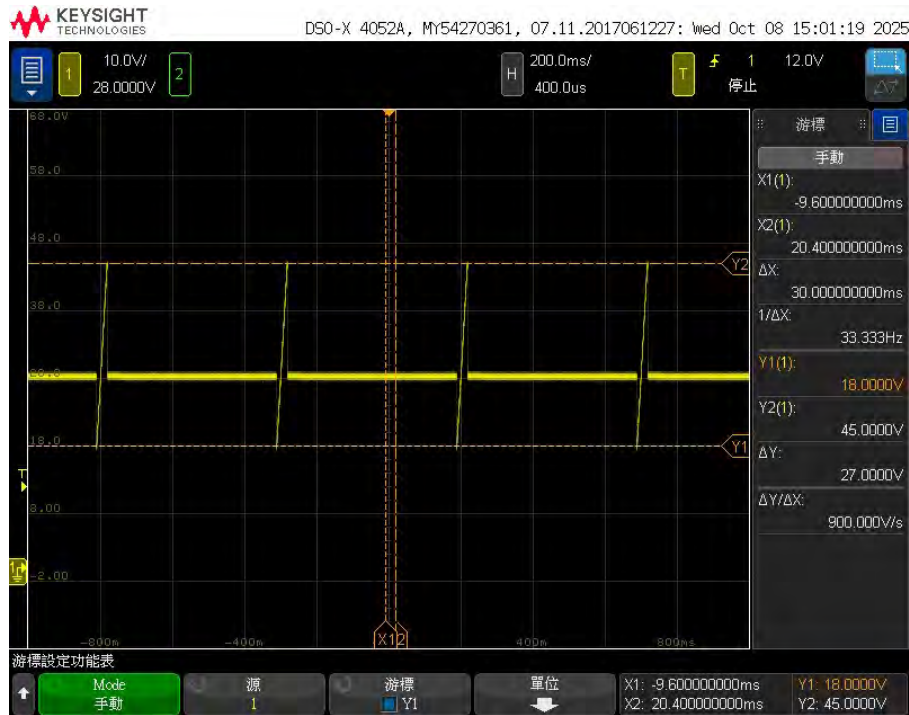 KEYSIGHT
TECHNOLOGIES
DSO-X 4052A, MY54270361, 07.11.2017061227: Wed Oct 08 15:01:19 2025
1
10.0V/
28.0000V
2
H
200.0ms/
400.0us
T
1
12.0V
停止
游標
手動
X1(1):
-9.600000000ms
X2(1):
20.400000000ms
ΔX:
30.000000000ms
1/ΔX:
33.333Hz
Y1(1):
18.0000V
Y2(1):
45.0000V
ΔY:
27.0000V
ΔY/ΔX:
900.000V/s
68.0V
58.0
48.0
Y2
38.0
18.0
Y1
T
8.00
-2.00
-800m
-400m
X1
2
400m
800ms
游標設定功能表
Mode
手動
源
1
游標
Y1
單位
X1: -9.600000000ms
X2: 20.400000000ms
Y1: 18.0000V
Y2: 45.0000V